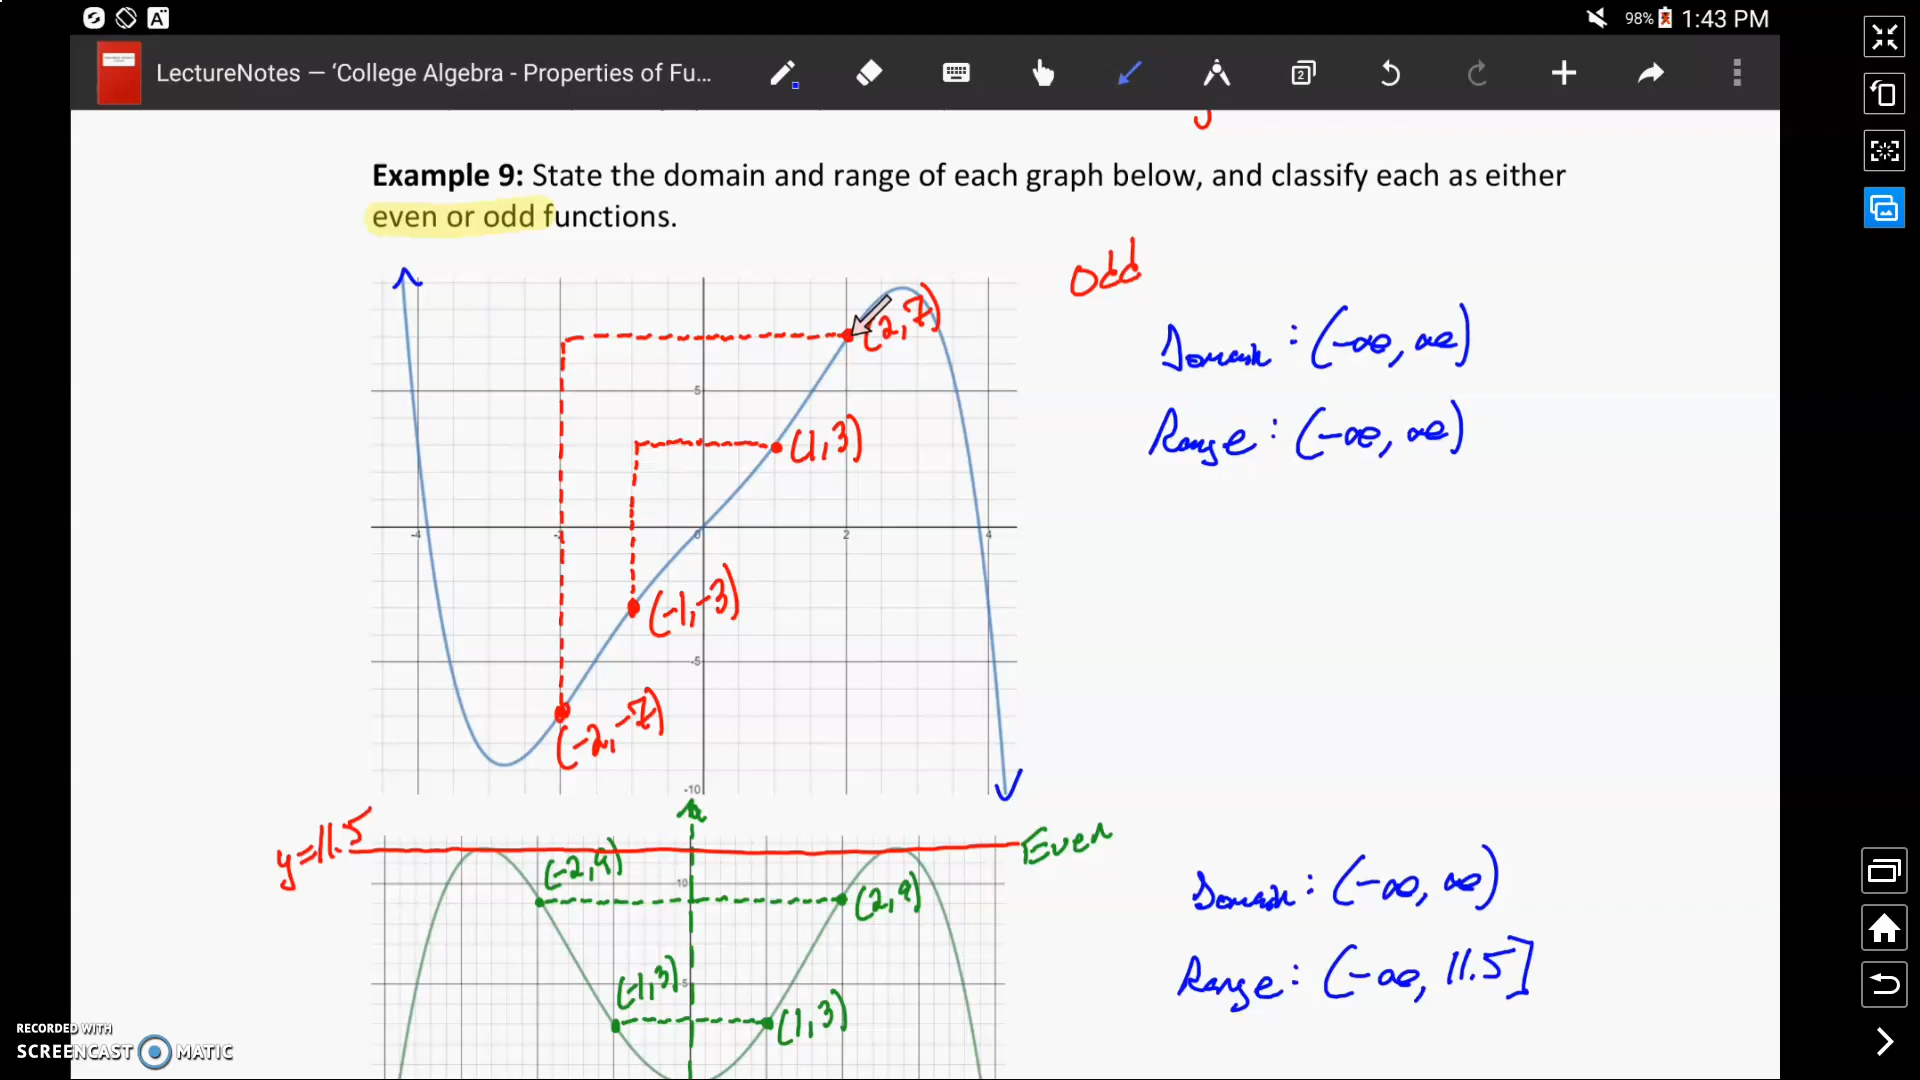 98% 1:43 PM
LectureNotes — ‘College Algebra - Properties of Fu...
2
Example 9: State the domain and range of each graph below, and classify each as either
even or odd functions.
Odd
(2,7)
Domain : (-∞, ∞)
5
(1,3)
Range : (-∞, ∞)
-4
0
2
4
(-1,-3)
-5
(-2,-7)
-10
y=11.5
Even
(-2,9)
10
(2,9)
Domain : (-∞, ∞)
(-1,3)
5
(1,3)
Range : (-∞, 11.5]
RECORDED WITH
SCREENCAST MATIC